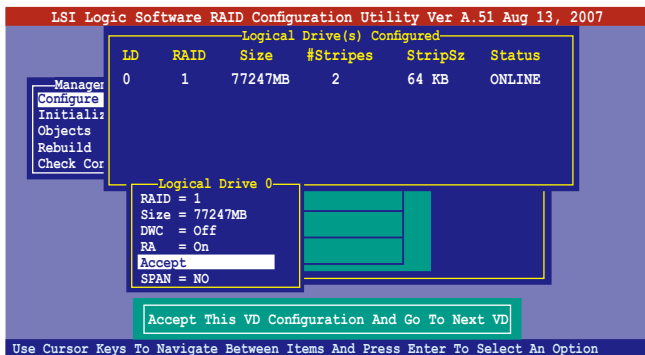 LSI Logic Software RAID Configuration Utility Ver A.51 Aug 13, 2007
Logical Drive(s) Configured
LD RAID Size #Stripes StripSz Status
0 1 77247MB 2 64 KB ONLINE
Manage
Configure
Initializ
Objects
Rebuild
Check Con
Logical Drive 0
RAID = 1
Size = 77247MB
DWC = Off
RA = On
Accept
SPAN = NO
Accept This VD Configuration And Go To Next VD
Use Cursor Keys To Navigate Between Items And Press Enter To Select An Option